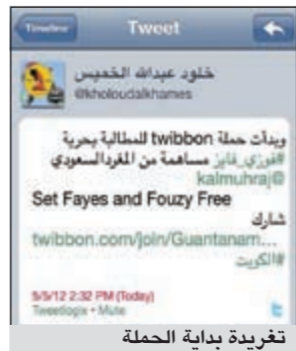 Timeline
Tweet
خلود عبدالله الخميس
@kholoudalkhames
وبدأت حملة twibbon للمطالبة بحرية
#فوزي_فايز مساهمة من المغردالسعودي
@kalmuhraj
Set Fayes and Fouzy Free
شارك
twibbon.com/join/Guantanam...
#الكويت
5/5/12 2:32 PM (Today)
Tweetlogix • Mute
تغريدة بداية الحملة